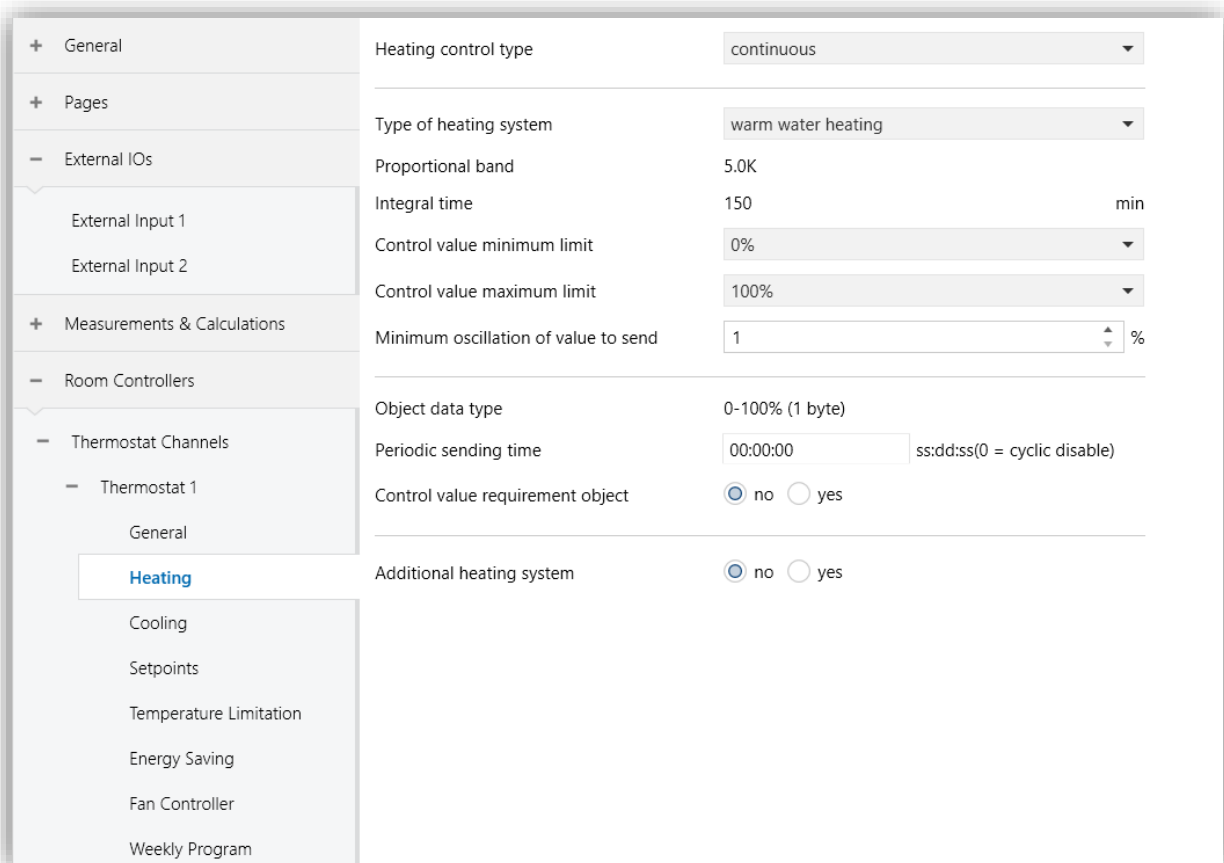 General
Pages
External IOs
External Input 1
External Input 2
Measurements & Calculations
Room Controllers
Thermostat Channels
Thermostat 1
General
Heating
Cooling
Setpoints
Temperature Limitation
Energy Saving
Fan Controller
Weekly Program
Heating control type continuous
Type of heating system warm water heating
Proportional band 5.0K
Integral time 150 min
Control value minimum limit 0%
Control value maximum limit 100%
Minimum oscillation of value to send 1 %
Object data type 0-100% (1 byte)
Periodic sending time 00:00:00 ss:dd:ss(0 = cyclic disable)
Control value requirement object no yes
Additional heating system no yes